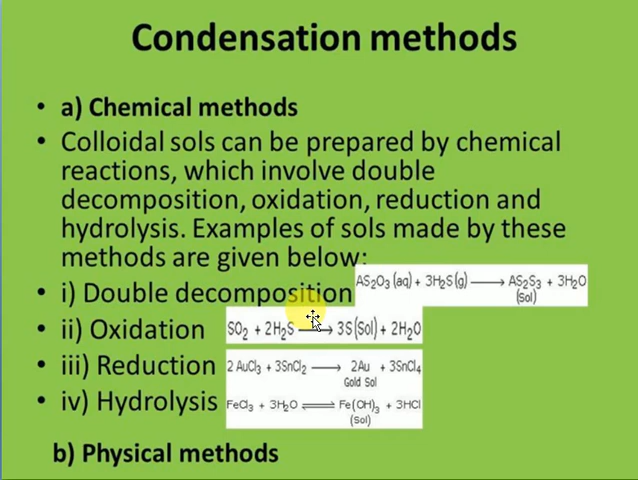 Condensation methods
• a) Chemical methods
• Colloidal sols can be prepared by chemical
reactions, which involve double
decomposition, oxidation, reduction and
hydrolysis. Examples of sols made by these
methods are given below:
• i) Double decomposition AS₂O₃ (aq) + 3H₂S(g) ⟶ AS₂S₃ + 3H₂O
(Sol)
• ii) Oxidation SO₂ + 2H₂S ⟶ 3S(Sol) + 2H₂O
• iii) Reduction 2 AuCl₃ + 3SnCl₂ ⟶ 2Au + 3SnCl₄
Gold Sol
• iv) Hydrolysis FeCl₃ + 3H₂O ⇌ Fe(OH)₃ + 3HCl
(Sol)
b) Physical methods